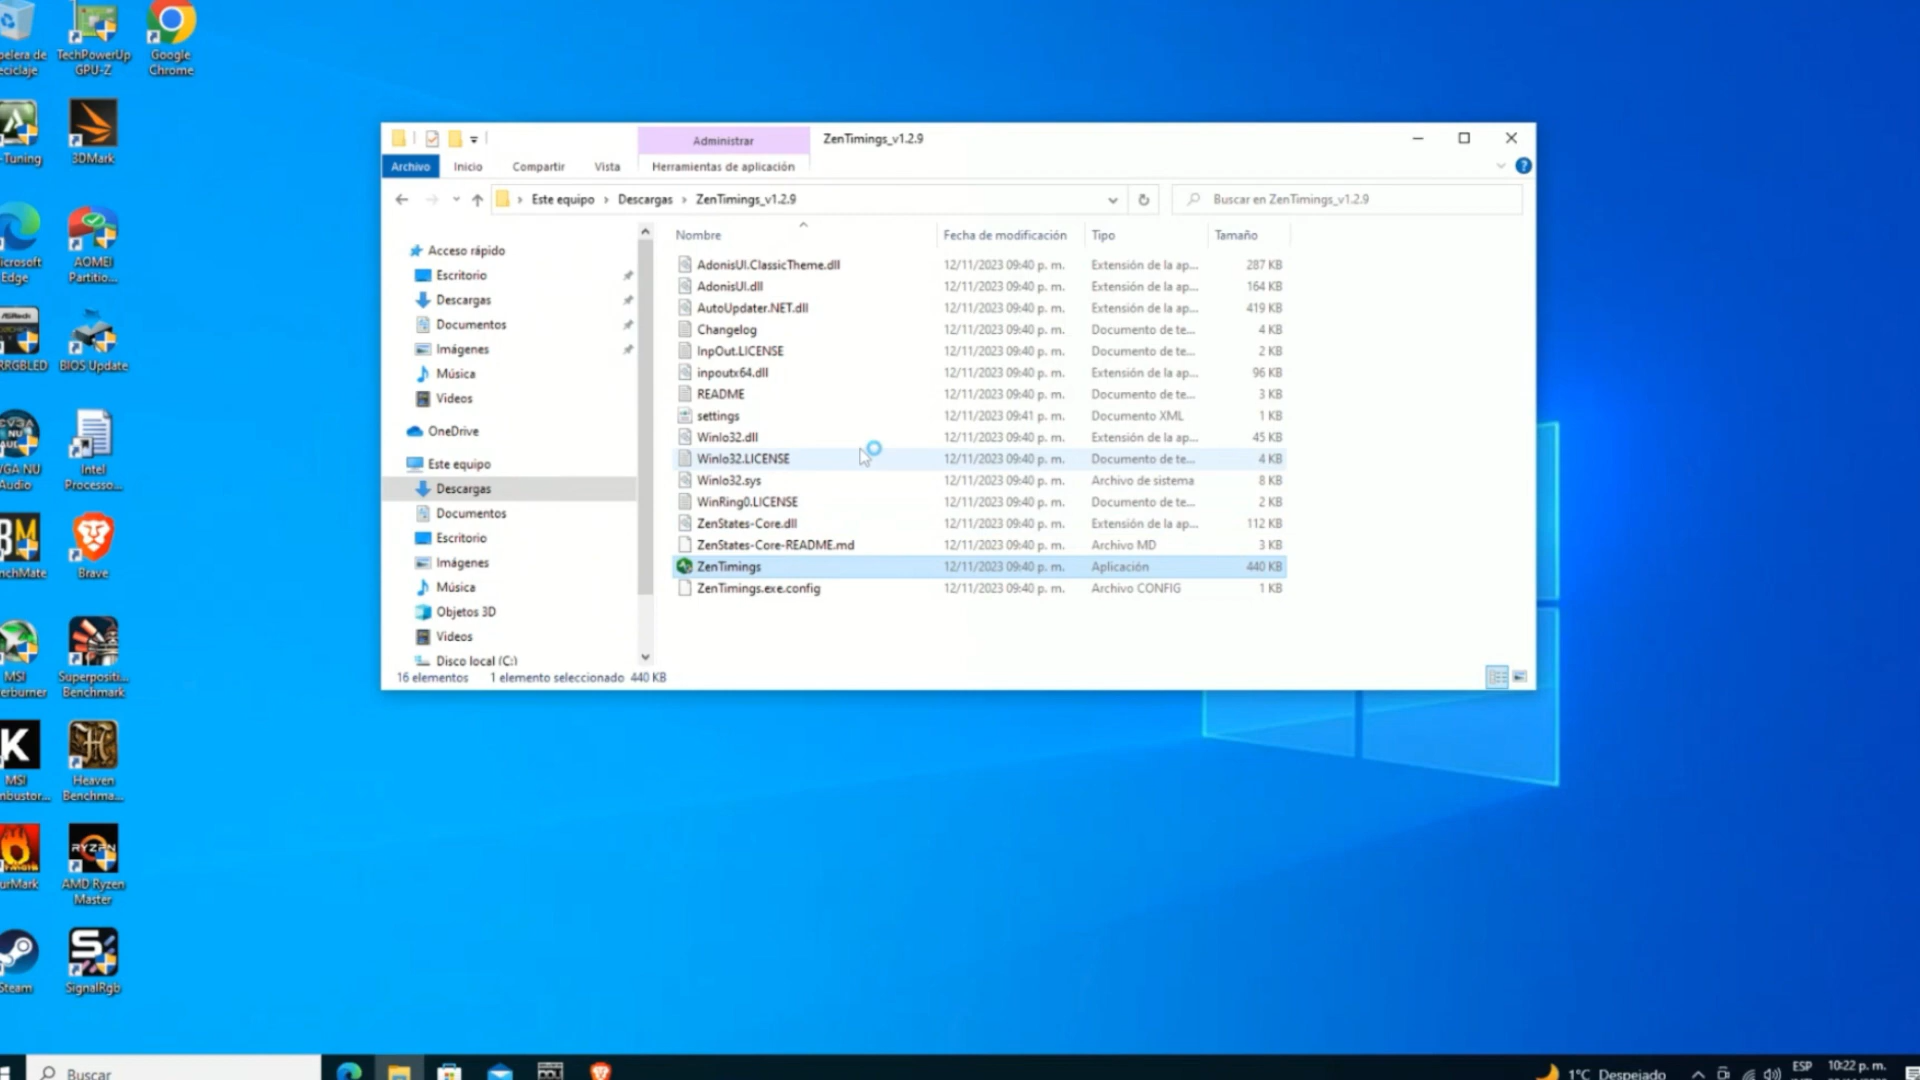 TechPowerUp
GPU-Z
Google
Chrome
3DMark
AOMEI
Partitio...
BIOS Update
Intel
Processo...
Brave
MSI
Superpositi...
Benchmark
MSI
Heaven
Benchma...
AMD Ryzen
Master
Steam
SignalRgb
Administrar
ZenTimings_v1.2.9
Archivo
Inicio
Compartir
Vista
Herramientas de aplicación
Este equipo > Descargas > ZenTimings_v1.2.9
Buscar en ZenTimings_v1.2.9
Acceso rápido
Escritorio
Descargas
Documentos
Imágenes
Música
Videos
OneDrive
Este equipo
Descargas
Documentos
Escritorio
Imágenes
Música
Objetos 3D
Videos
Disco local (C:)
Nombre Fecha de modificación Tipo Tamaño
AdonisUI.ClassicTheme.dll 12/11/2023 09:40 p. m. Extensión de la ap... 287 KB
AdonisUI.dll 12/11/2023 09:40 p. m. Extensión de la ap... 164 KB
AutoUpdater.NET.dll 12/11/2023 09:40 p. m. Extensión de la ap... 419 KB
Changelog 12/11/2023 09:40 p. m. Documento de te... 4 KB
InpOut.LICENSE 12/11/2023 09:40 p. m. Documento de te... 2 KB
inpoutx64.dll 12/11/2023 09:40 p. m. Extensión de la ap... 96 KB
README 12/11/2023 09:40 p. m. Documento de te... 3 KB
settings 12/11/2023 09:41 p. m. Documento XML 1 KB
WinIo32.dll 12/11/2023 09:40 p. m. Extensión de la ap... 45 KB
WinIo32.LICENSE 12/11/2023 09:40 p. m. Documento de te... 4 KB
WinIo32.sys 12/11/2023 09:40 p. m. Archivo de sistema 8 KB
WinRing0.LICENSE 12/11/2023 09:40 p. m. Documento de te... 2 KB
ZenStates-Core.dll 12/11/2023 09:40 p. m. Extensión de la ap... 112 KB
ZenStates-Core-README.md 12/11/2023 09:40 p. m. Archivo MD 3 KB
ZenTimings 12/11/2023 09:40 p. m. Aplicación 440 KB
ZenTimings.exe.config 12/11/2023 09:40 p. m. Archivo CONFIG 1 KB
16 elementos 1 elemento seleccionado 440 KB
Buscar
1°C Despejado
ESP
10:22 p. m.